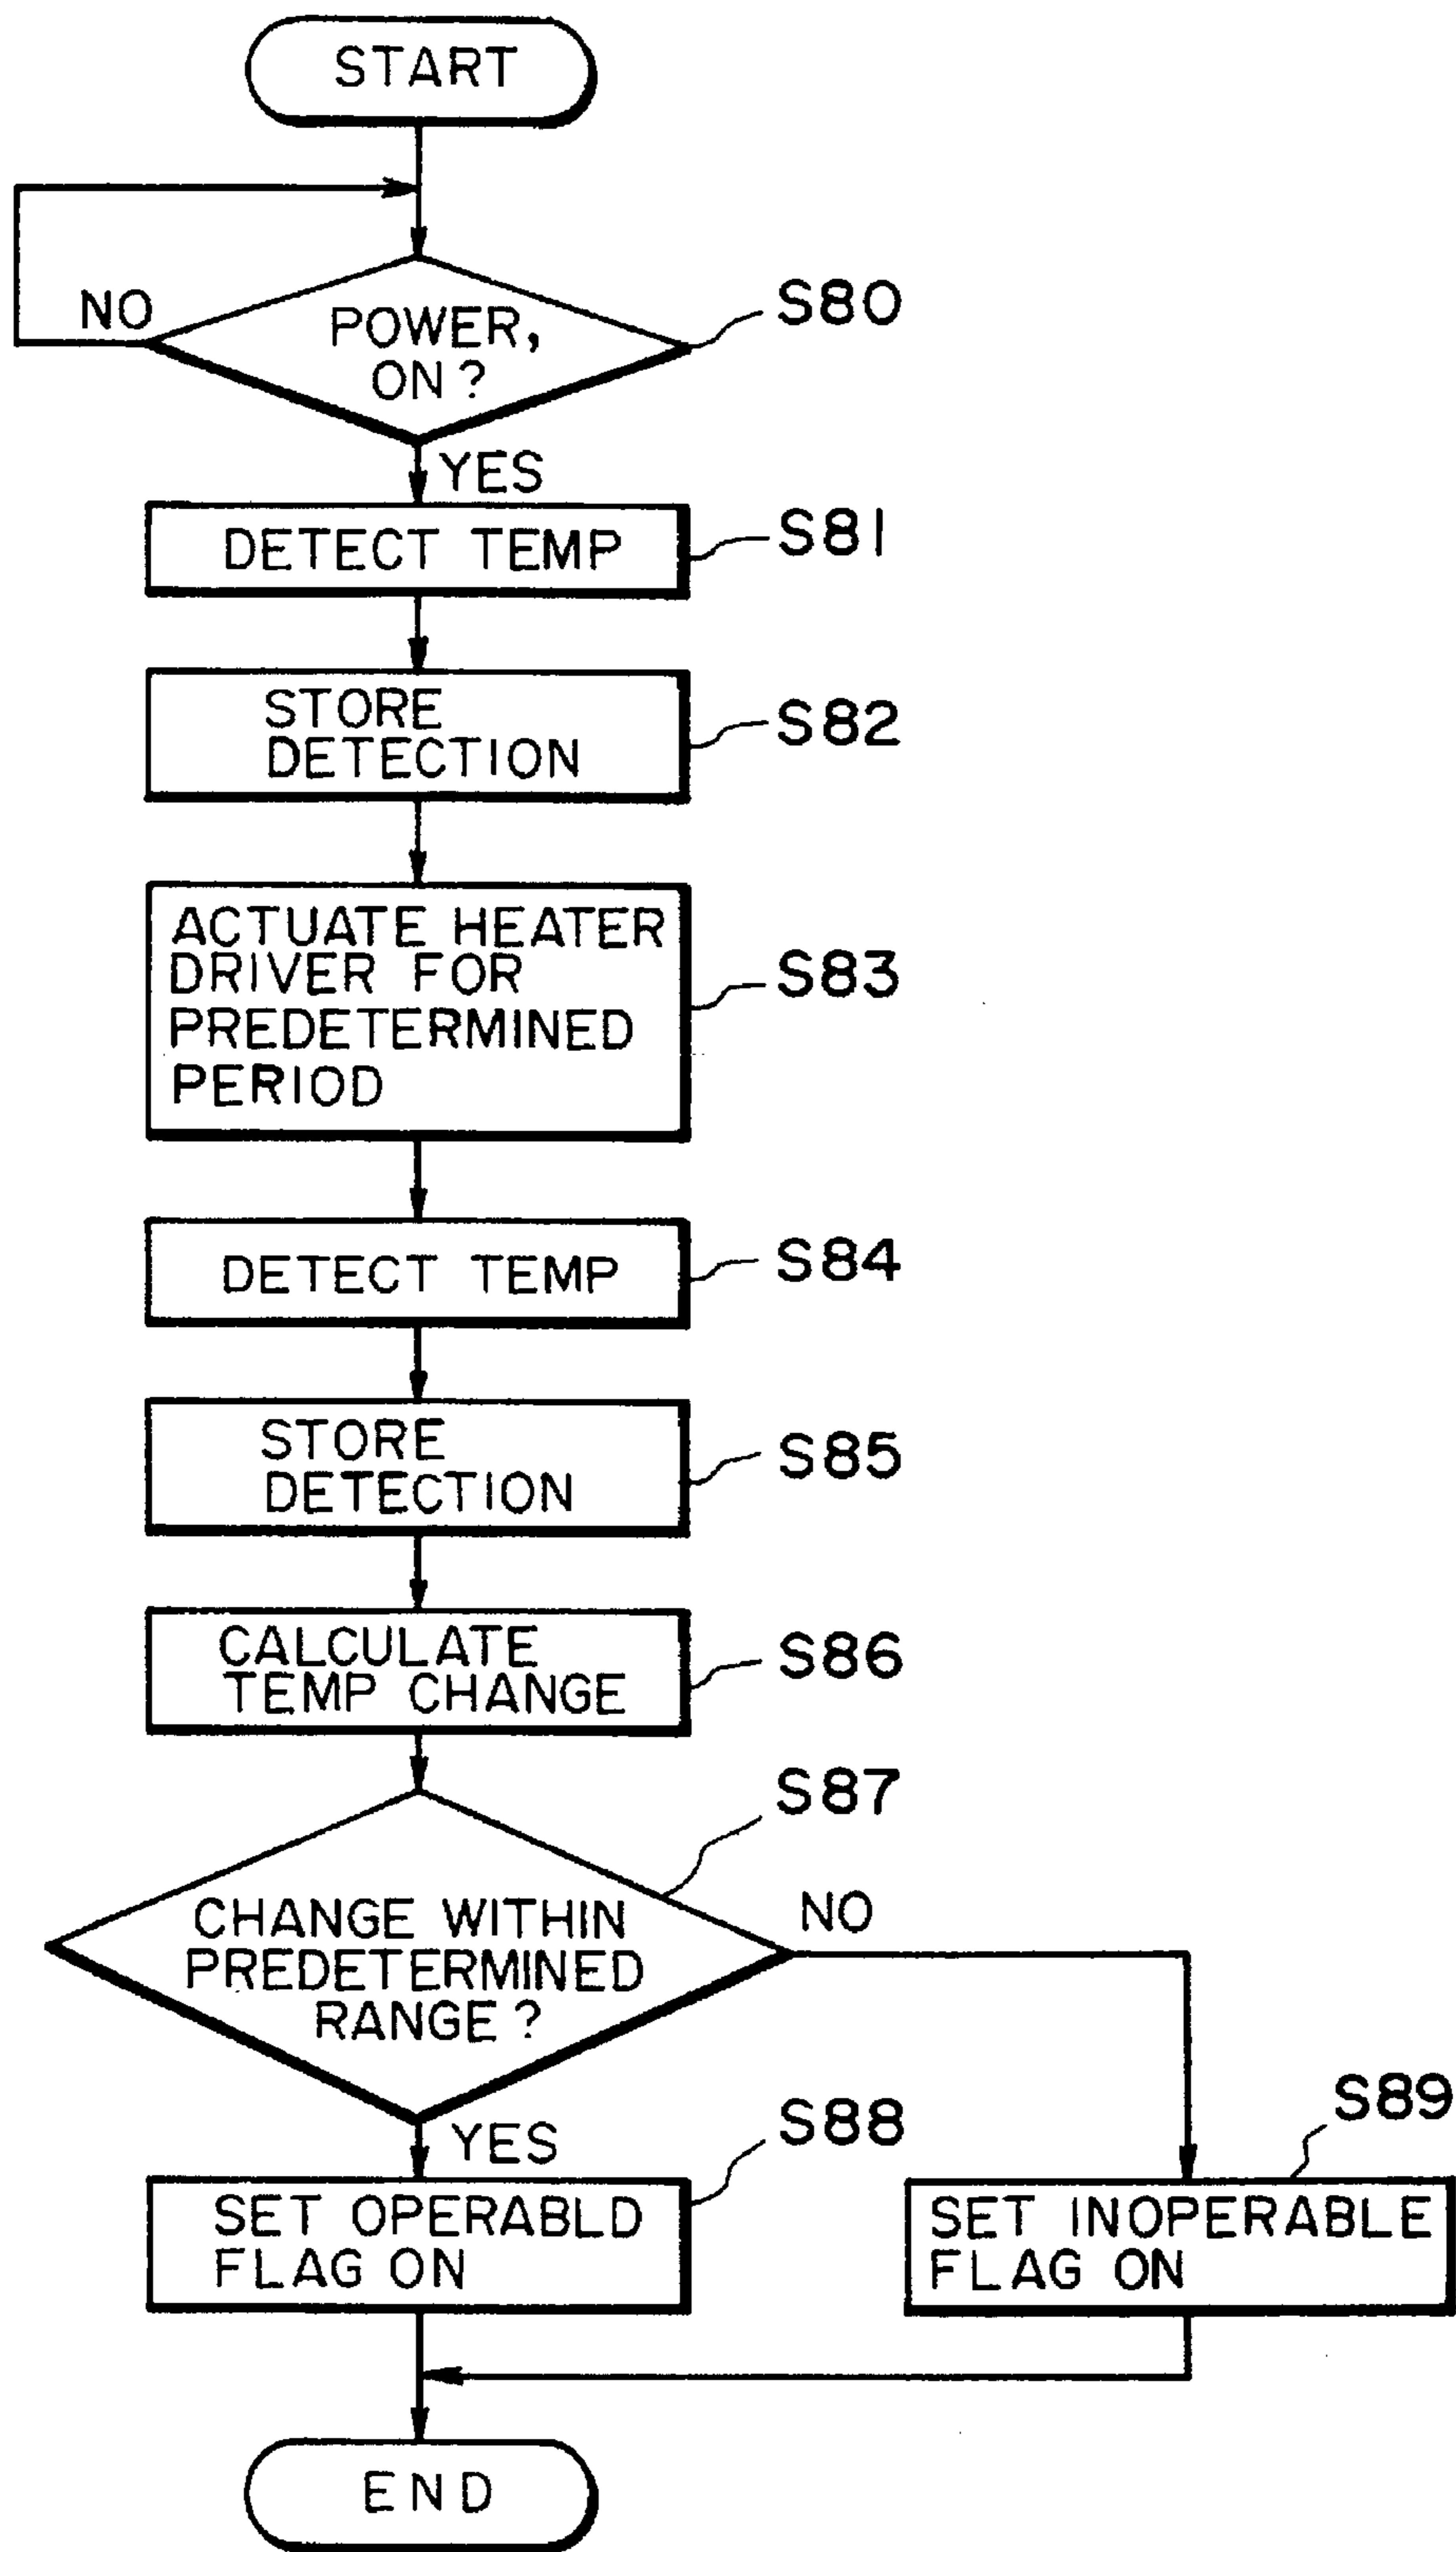 START
NO
POWER,
ON?
S80
YES
DETECT TEMP
S81
STORE
DETECTION
S82
ACTUATE HEATER
DRIVER FOR
PREDETERMINED
PERIOD
S83
DETECT TEMP
S84
STORE
DETECTION
S85
CALCULATE
TEMP CHANGE
S86
S87
CHANGE WITHIN
PREDETERMINED
RANGE?
NO
YES
S88
SET OPERABLD
FLAG ON
S89
SET INOPERABLE
FLAG ON
END